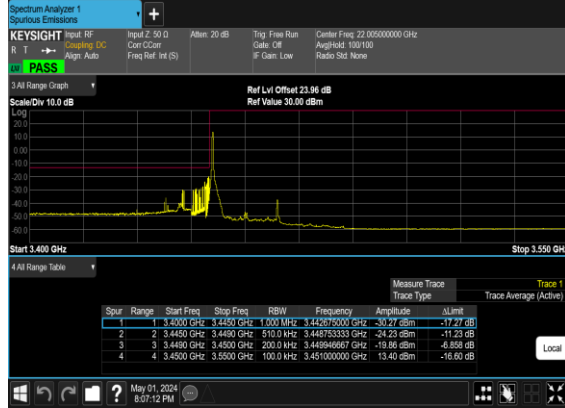 Spectrum Analyzer 1
Spurious Emissions
KEYSIGHT
R T
Input: RF
Coupling: DC
Align: Auto
Input Z: 50 Ω
Corr CCorr
Freq Ref: Int (S)
Atten: 20 dB
Trig: Free Run
Gate: Off
IF Gain: Low
Center Freq: 22.005000000 GHz
Avg|Hold: 100/100
Radio Std: None
PASS
3 All Range Graph
Scale/Div 10.0 dB
Ref Lvl Offset 23.96 dB
Ref Value 30.00 dBm
Log
20.0
10.0
0.00
-10.0
-20.0
-30.0
-40.0
-50.0
-60.0
Start 3.400 GHz
Stop 3.550 GH
4 All Range Table
Measure Trace Trace 1
Trace Type Trace Average (Active)
Spur Range Start Freq Stop Freq RBW Frequency Amplitude ΔLimit
1 1 3.4000 GHz 3.4450 GHz 1.000 MHz 3.442675000 GHz -30.27 dBm -17.27 dB
2 2 3.4450 GHz 3.4490 GHz 510.0 kHz 3.448753333 GHz -24.23 dBm -11.23 dB
3 3 3.4490 GHz 3.4500 GHz 200.0 kHz 3.449946667 GHz -19.86 dBm -6.858 dB
4 4 3.4500 GHz 3.5500 GHz 100.0 kHz 3.451000000 GHz 13.40 dBm -16.60 dB
Local
May 01, 2024
8:07:12 PM